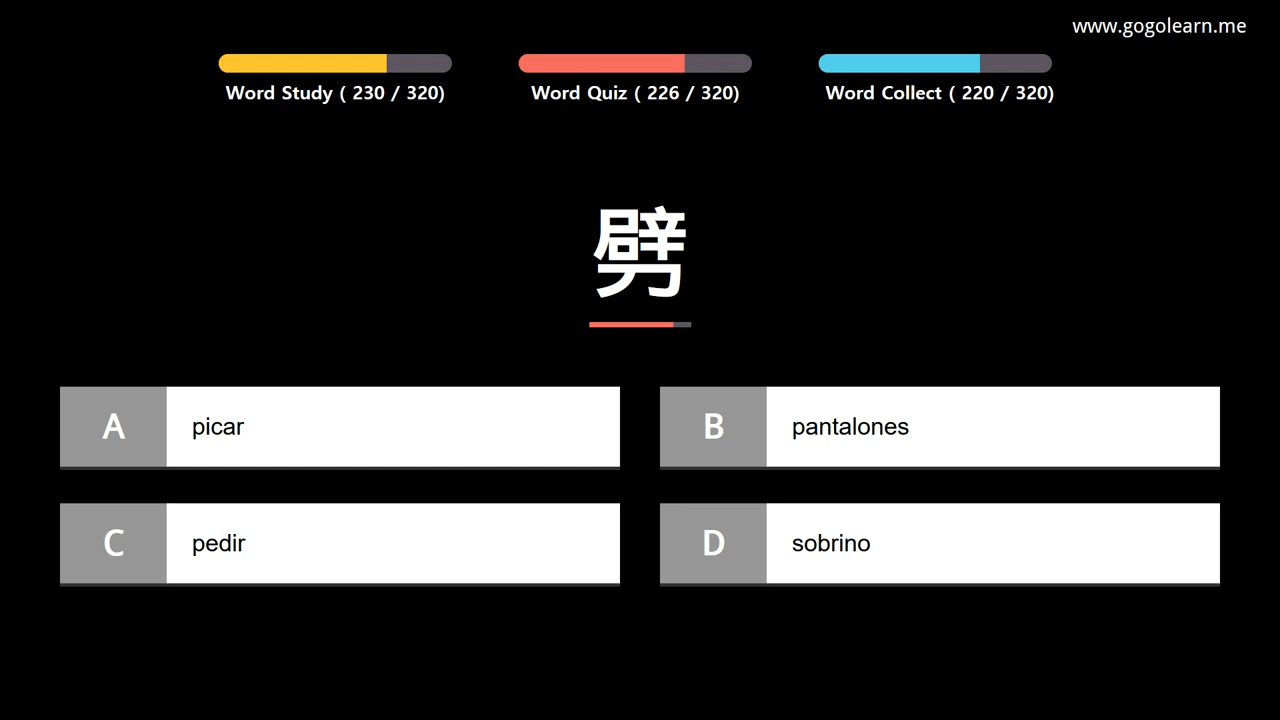 www.gogolearn.me
Word Study ( 230 / 320)
Word Quiz ( 226 / 320)
Word Collect ( 220 / 320)
劈
A picar
B pantalones
C pedir
D sobrino